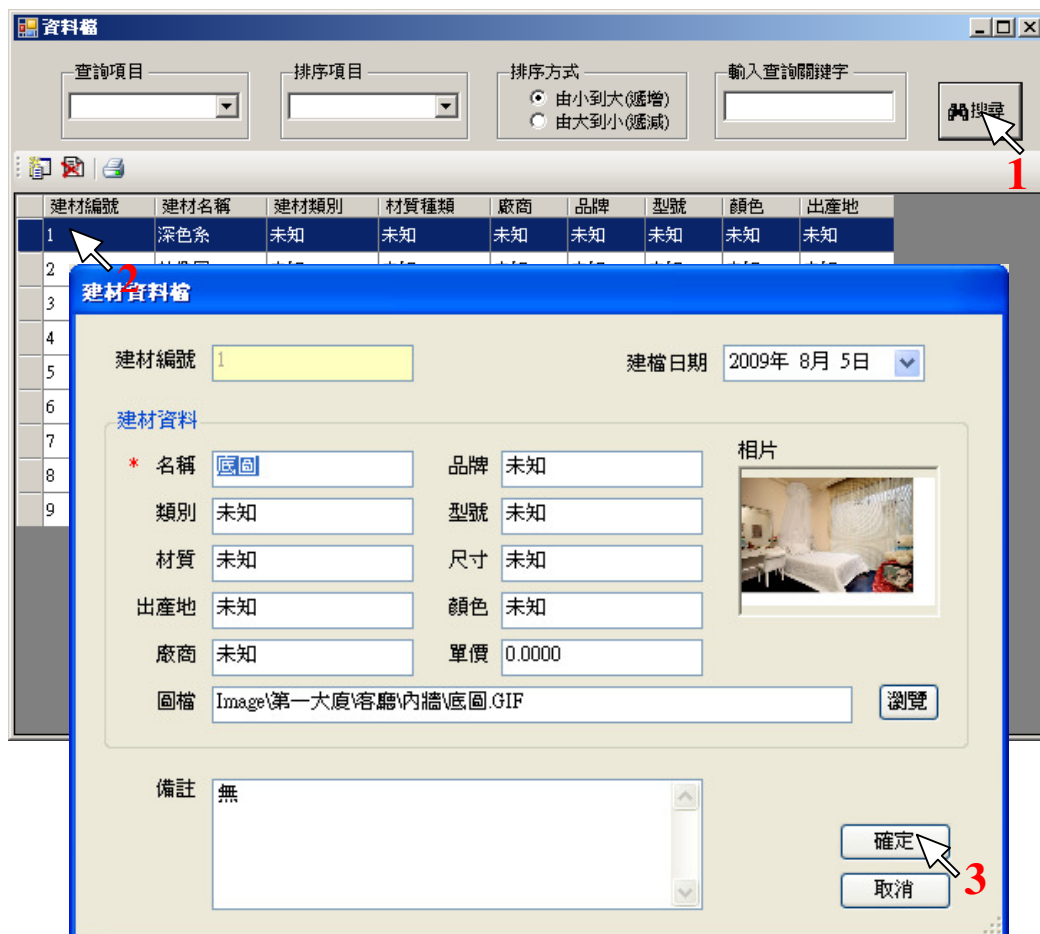 資料檔
查詢項目 排序項目 排序方式 輸入查詢關鍵字
由小到大(遞增)
由大到小(遞減)
搜尋
1
建材編號 建材名稱 建材類別 材質種類 廠商 品牌 型號 顏色 出產地
1 深色系 未知 未知 未知 未知 未知 未知 未知
2
2
3
4
5
6
7
8
9
建材資料檔
建材編號 1 建檔日期 2009年 8月 5日
建材資料
* 名稱 底圖 品牌 未知 相片
類別 未知 型號 未知
材質 未知 尺寸 未知
出產地 未知 顏色 未知
廠商 未知 單價 0.0000
圖檔 Image\第一大廈\客廳\內牆\底圖.GIF 瀏覽
備註 無
確定
3
取消